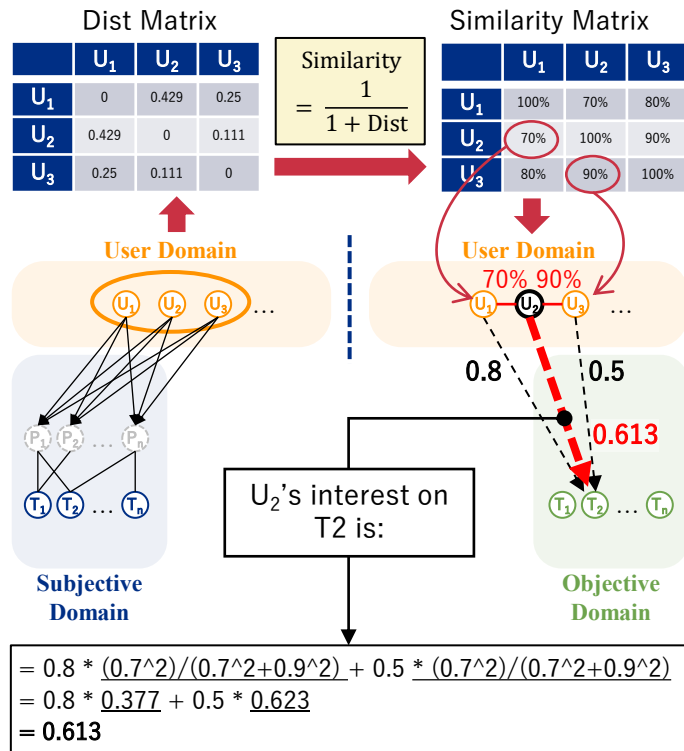 Dist Matrix
Similarity Matrix
U1 U2 U3
U1 0 0.429 0.25
U2 0.429 0 0.111
U3 0.25 0.111 0
Similarity
= 1 / (1 + Dist)
U1 U2 U3
U1 100% 70% 80%
U2 70% 100% 90%
U3 80% 90% 100%
User Domain
U1 U2 U3 ...
User Domain
70% 90%
U1 U2 U3 ...
0.8 0.5
0.613
P1 P2 ... Pn
T1 T2 ... Tn
Subjective
Domain
U2's interest on
T2 is:
T1 T2 ... Tn
Objective
Domain
= 0.8 * (0.7^2)/(0.7^2+0.9^2) + 0.5 * (0.7^2)/(0.7^2+0.9^2)
= 0.8 * 0.377 + 0.5 * 0.623
= 0.613